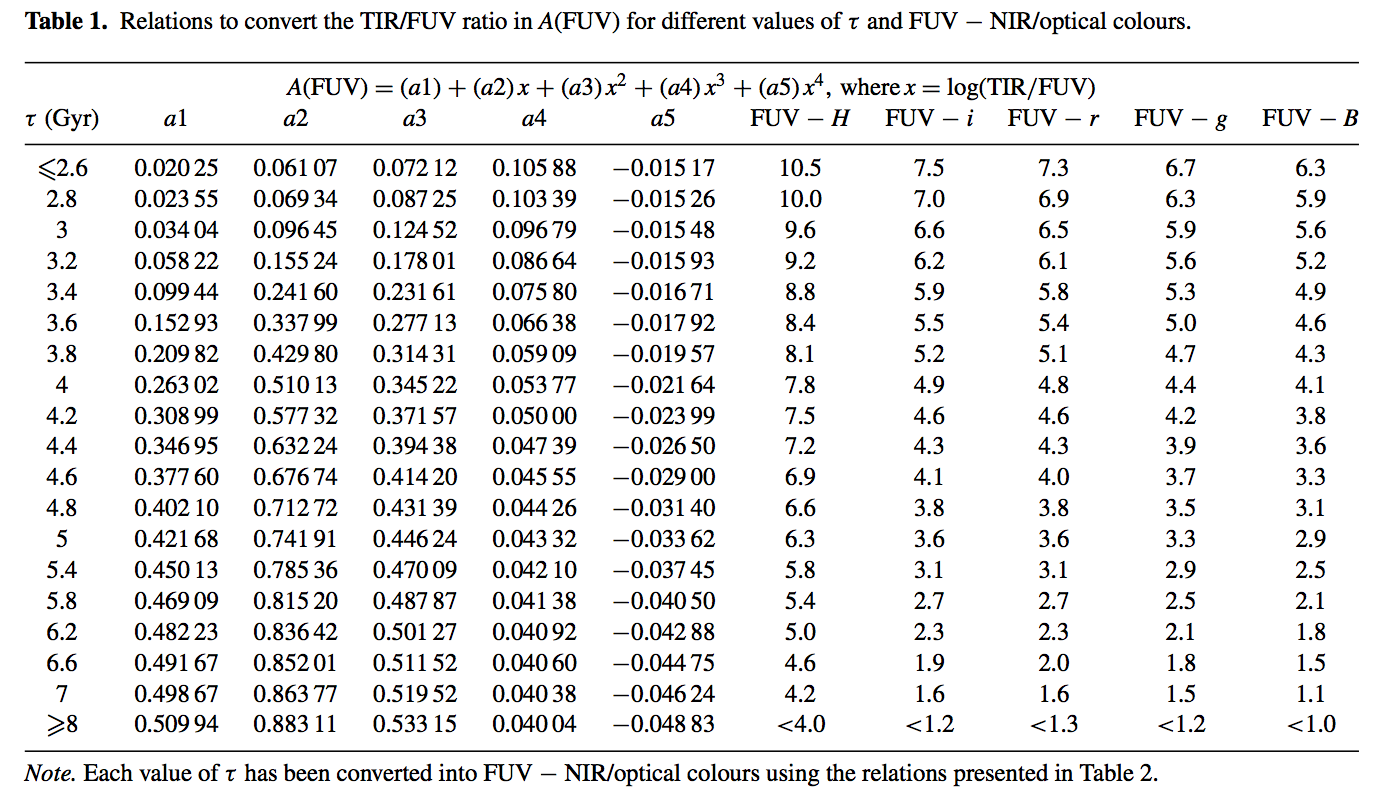 Table 1. Relations to convert the TIR/FUV ratio in A(FUV) for different values of τ and FUV − NIR/optical colours.
A(FUV) = (a1) + (a2) x + (a3) x² + (a4) x³ + (a5) x⁴, where x = log(TIR/FUV)
τ (Gyr) a1 a2 a3 a4 a5 FUV − H FUV − i FUV − r FUV − g FUV − B
⩽2.6 0.020 25 0.061 07 0.072 12 0.105 88 −0.015 17 10.5 7.5 7.3 6.7 6.3
2.8 0.023 55 0.069 34 0.087 25 0.103 39 −0.015 26 10.0 7.0 6.9 6.3 5.9
3 0.034 04 0.096 45 0.124 52 0.096 79 −0.015 48 9.6 6.6 6.5 5.9 5.6
3.2 0.058 22 0.155 24 0.178 01 0.086 64 −0.015 93 9.2 6.2 6.1 5.6 5.2
3.4 0.099 44 0.241 60 0.231 61 0.075 80 −0.016 71 8.8 5.9 5.8 5.3 4.9
3.6 0.152 93 0.337 99 0.277 13 0.066 38 −0.017 92 8.4 5.5 5.4 5.0 4.6
3.8 0.209 82 0.429 80 0.314 31 0.059 09 −0.019 57 8.1 5.2 5.1 4.7 4.3
4 0.263 02 0.510 13 0.345 22 0.053 77 −0.021 64 7.8 4.9 4.8 4.4 4.1
4.2 0.308 99 0.577 32 0.371 57 0.050 00 −0.023 99 7.5 4.6 4.6 4.2 3.8
4.4 0.346 95 0.632 24 0.394 38 0.047 39 −0.026 50 7.2 4.3 4.3 3.9 3.6
4.6 0.377 60 0.676 74 0.414 20 0.045 55 −0.029 00 6.9 4.1 4.0 3.7 3.3
4.8 0.402 10 0.712 72 0.431 39 0.044 26 −0.031 40 6.6 3.8 3.8 3.5 3.1
5 0.421 68 0.741 91 0.446 24 0.043 32 −0.033 62 6.3 3.6 3.6 3.3 2.9
5.4 0.450 13 0.785 36 0.470 09 0.042 10 −0.037 45 5.8 3.1 3.1 2.9 2.5
5.8 0.469 09 0.815 20 0.487 87 0.041 38 −0.040 50 5.4 2.7 2.7 2.5 2.1
6.2 0.482 23 0.836 42 0.501 27 0.040 92 −0.042 88 5.0 2.3 2.3 2.1 1.8
6.6 0.491 67 0.852 01 0.511 52 0.040 60 −0.044 75 4.6 1.9 2.0 1.8 1.5
7 0.498 67 0.863 77 0.519 52 0.040 38 −0.046 24 4.2 1.6 1.6 1.5 1.1
⩾8 0.509 94 0.883 11 0.533 15 0.040 04 −0.048 83 <4.0 <1.2 <1.3 <1.2 <1.0
Note. Each value of τ has been converted into FUV − NIR/optical colours using the relations presented in Table 2.